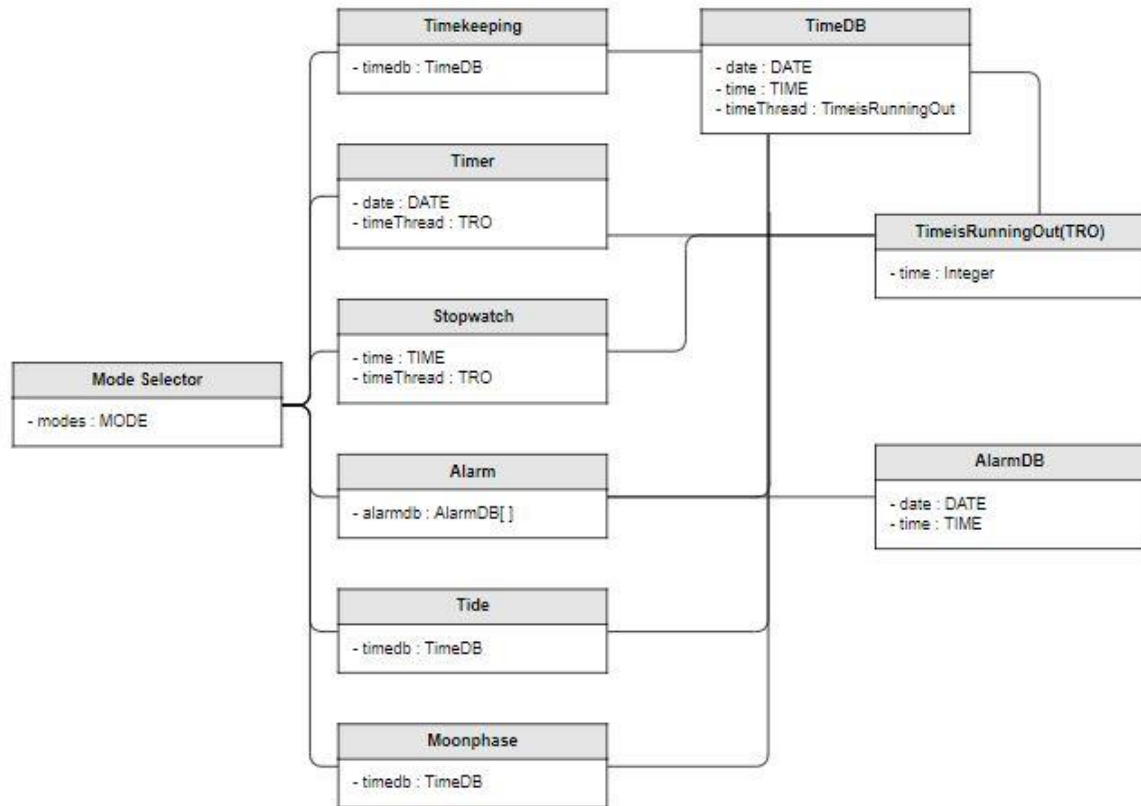 Timekeeping
- timedb : TimeDB
TimeDB
- date : DATE
- time : TIME
- timeThread : TimeisRunningOut
Timer
- date : DATE
- timeThread : TRO
TimeisRunningOut(TRO)
- time : Integer
Stopwatch
- time : TIME
- timeThread : TRO
Mode Selector
- modes : MODE
Alarm
- alarmdb : AlarmDB[ ]
AlarmDB
- date : DATE
- time : TIME
Tide
- timedb : TimeDB
Moonphase
- timedb : TimeDB